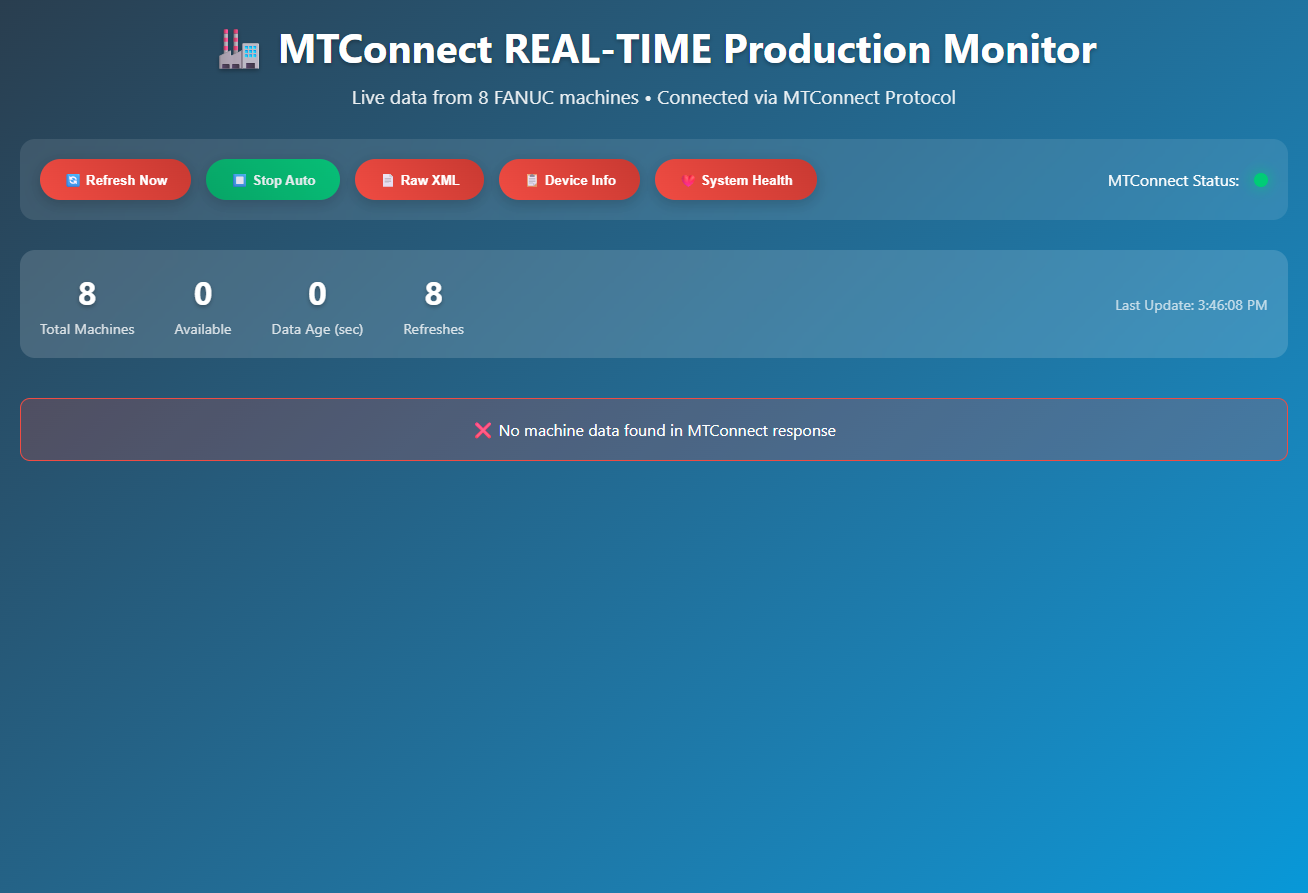 MTConnect REAL-TIME Production Monitor
Live data from 8 FANUC machines • Connected via MTConnect Protocol
Refresh Now
Stop Auto
Raw XML
Device Info
System Health
MTConnect Status:
8
Total Machines
0
Available
0
Data Age (sec)
8
Refreshes
Last Update: 3:46:08 PM
❌ No machine data found in MTConnect response